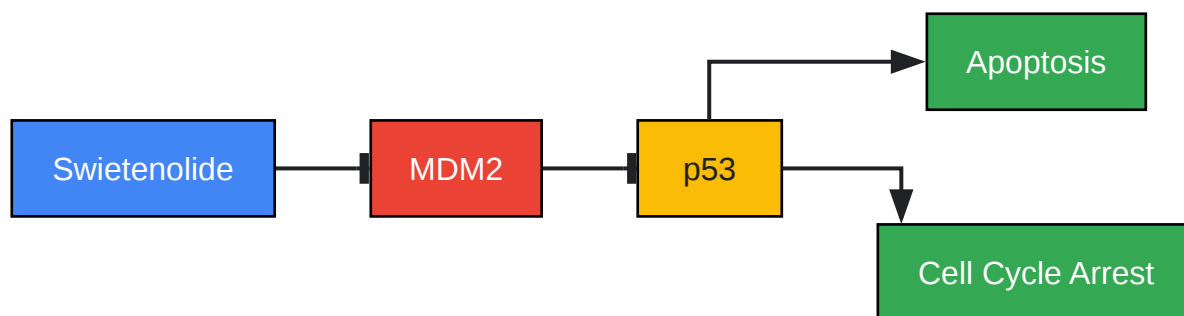 Swietenolide
MDM2
p53
Apoptosis
Cell Cycle Arrest